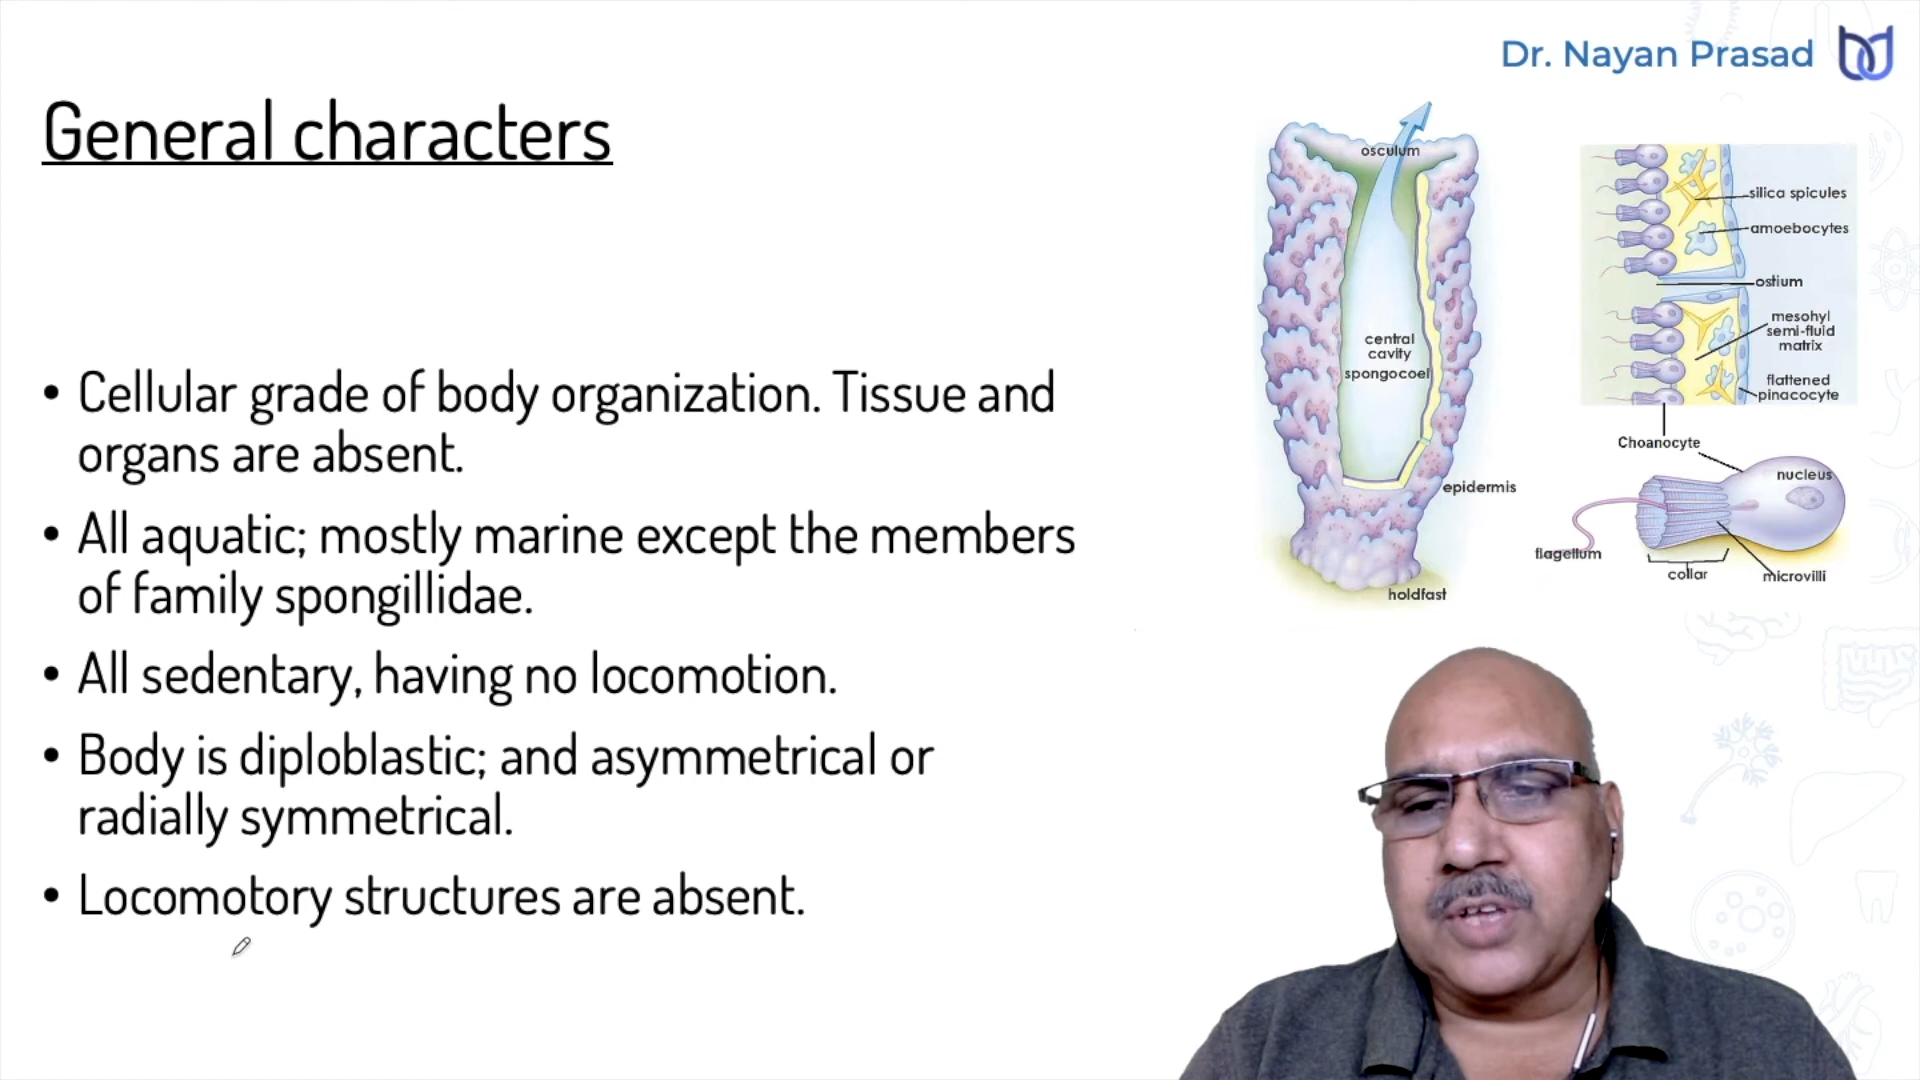 Dr. Nayan Prasad
General characters
• Cellular grade of body organization. Tissue and
organs are absent.
• All aquatic; mostly marine except the members
of family spongillidae.
• All sedentary, having no locomotion.
• Body is diploblastic; and asymmetrical or
radially symmetrical.
• Locomotory structures are absent.
osculum
central
cavity
spongocoel
epidermis
holdfast
silica spicules
amoebocytes
ostium
mesohyl
semi-fluid
matrix
flattened
pinacocyte
Choanocyte
nucleus
flagellum
collar
microvilli